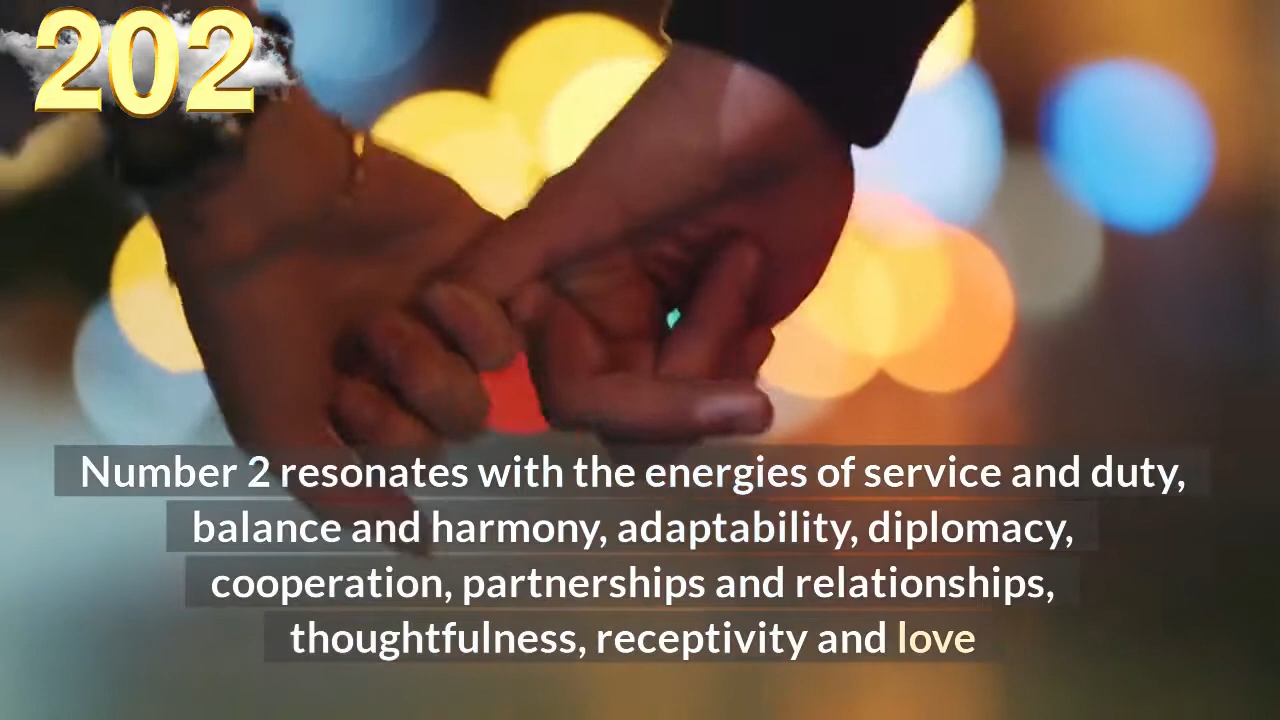 202
Number 2 resonates with the energies of service and duty,
balance and harmony, adaptability, diplomacy,
cooperation, partnerships and relationships,
thoughtfulness, receptivity and love